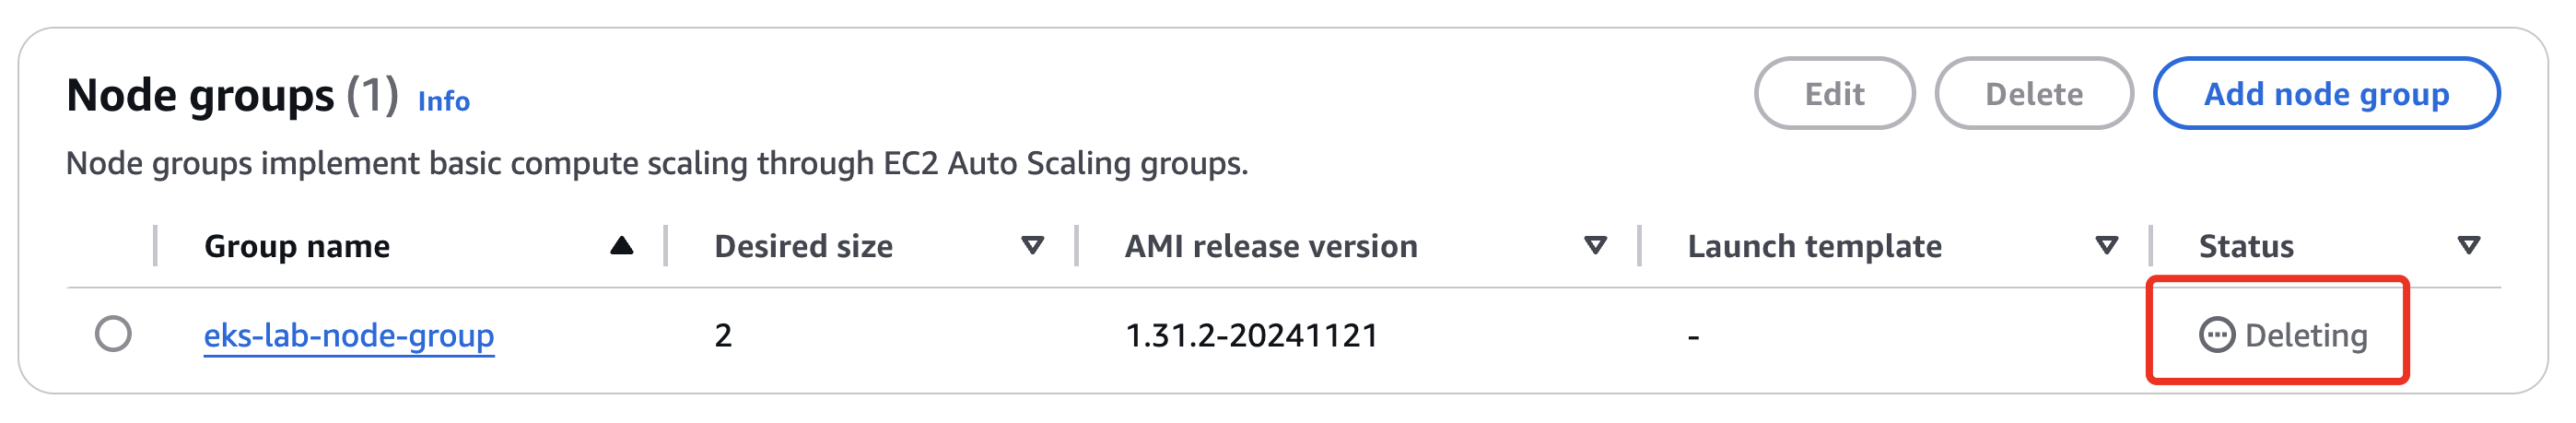 Node groups (1) Info
Edit
Delete
Add node group
Node groups implement basic compute scaling through EC2 Auto Scaling groups.
Group name Desired size AMI release version Launch template Status
eks-lab-node-group 2 1.31.2-20241121 - Deleting